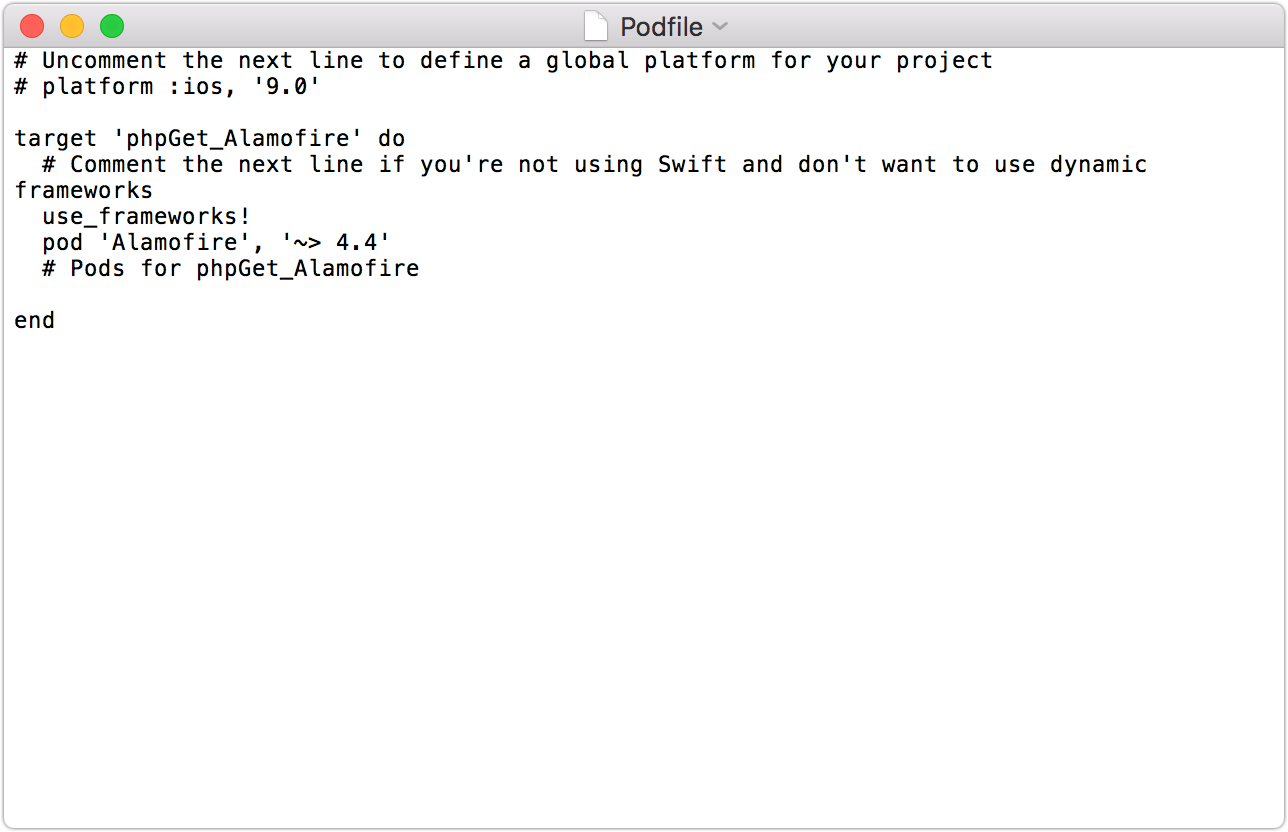 Podfile
# Uncomment the next line to define a global platform for your project
# platform :ios, '9.0'
target 'phpGet_Alamofire' do
# Comment the next line if you're not using Swift and don't want to use dynamic
frameworks
use_frameworks!
pod 'Alamofire', '~> 4.4'
# Pods for phpGet_Alamofire
end